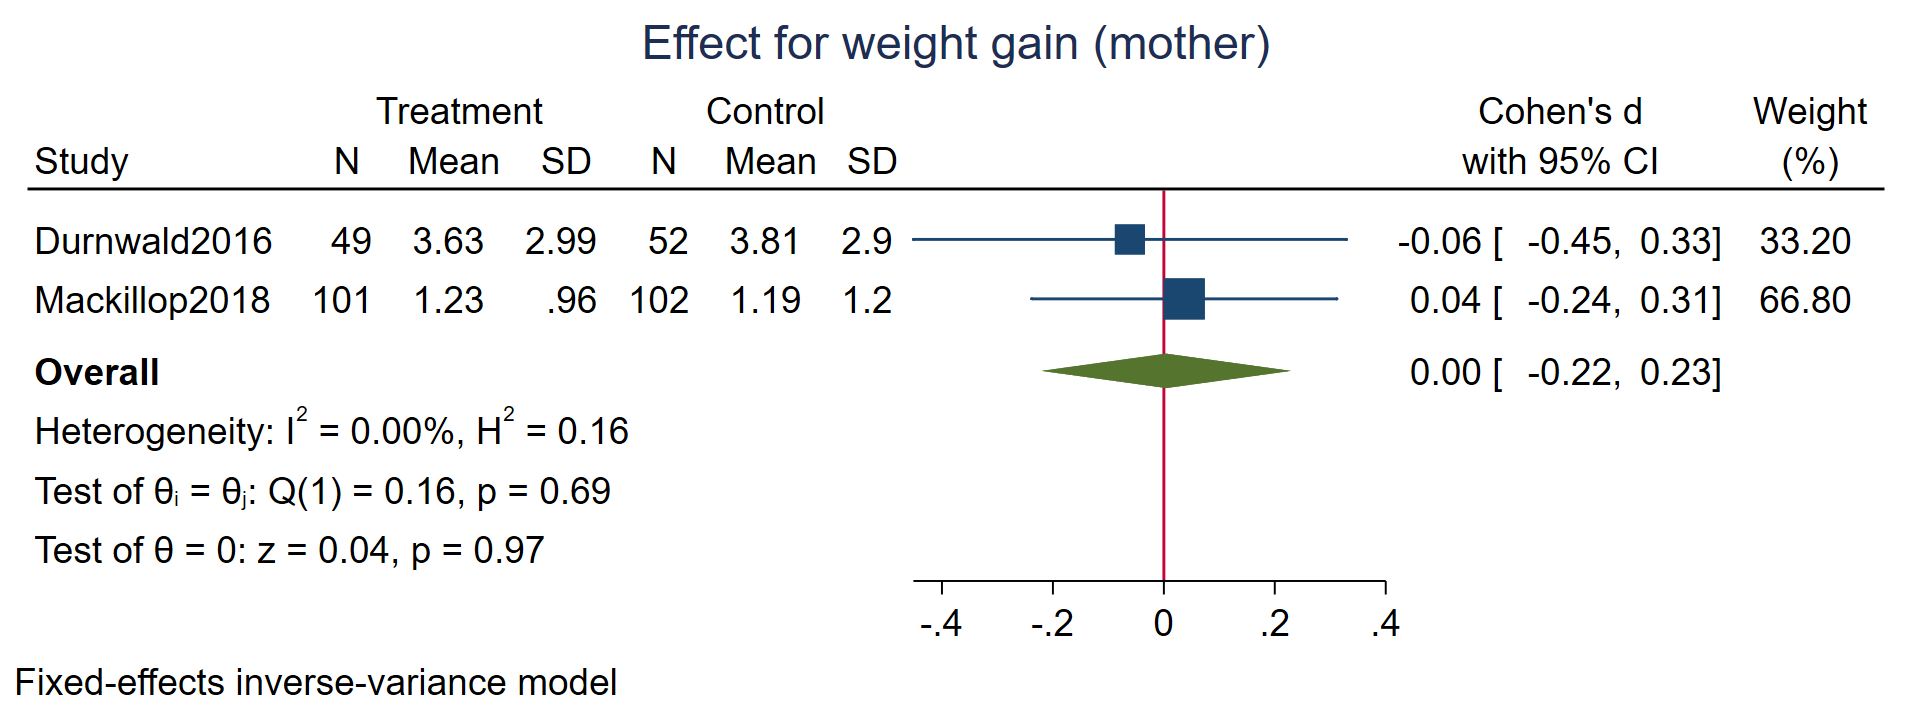 Effect for weight gain (mother)
Treatment Control Cohen's d Weight
Study N Mean SD N Mean SD with 95% CI (%)
Durnwald2016 49 3.63 2.99 52 3.81 2.9 -0.06 [ -0.45, 0.33] 33.20
Mackillop2018 101 1.23 .96 102 1.19 1.2 0.04 [ -0.24, 0.31] 66.80
Overall 0.00 [ -0.22, 0.23]
Heterogeneity: I² = 0.00%, H² = 0.16
Test of θᵢ = θⱼ: Q(1) = 0.16, p = 0.69
Test of θ = 0: z = 0.04, p = 0.97
-.4 -.2 0 .2 .4
Fixed-effects inverse-variance model